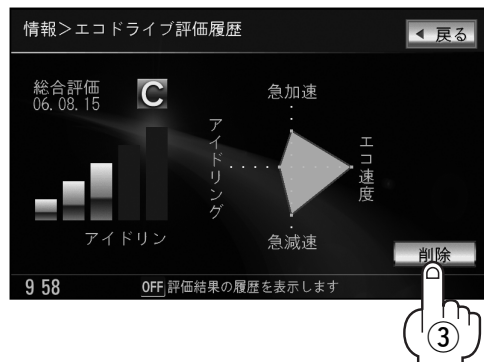 情報＞エコドライブ評価履歴
戻る
総合評価
06.08.15
C
急加速
アイドリング
エコ速度
アイドリン
急減速
削除
9 58
OFF 評価結果の履歴を表示します
3